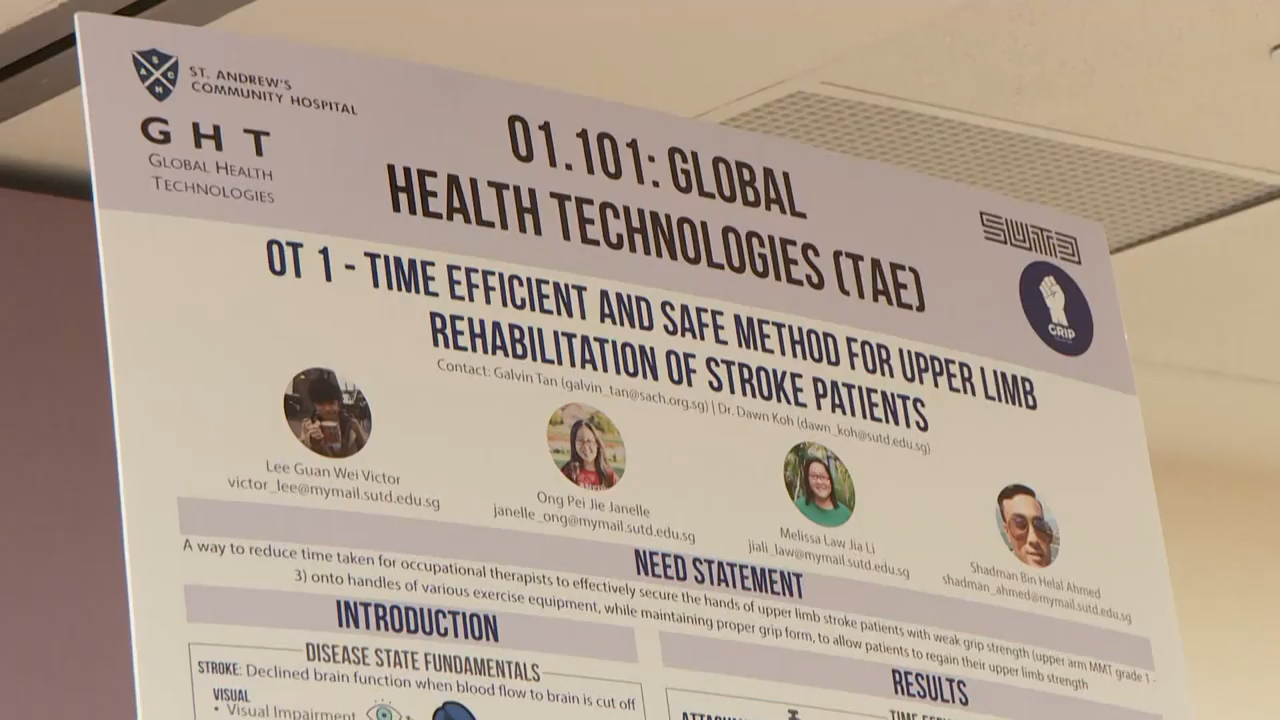 ST. ANDREW'S
COMMUNITY HOSPITAL
G H T
GLOBAL HEALTH
TECHNOLOGIES
01.101: GLOBAL
HEALTH TECHNOLOGIES (TAE)
SUTD
GRIP
OT 1 - TIME EFFICIENT AND SAFE METHOD FOR UPPER LIMB
REHABILITATION OF STROKE PATIENTS
Contact: Galvin Tan (galvin_tan@sach.org.sg) | Dr. Dawn Koh (dawn_koh@sutd.edu.sg)
Lee Guan Wei Victor
victor_lee@mymail.sutd.edu.sg
Ong Pei Jie Janelle
janelle_ong@mymail.sutd.edu.sg
Melissa Law Jia Li
jiali_law@mymail.sutd.edu.sg
Shadman Bin Helal Ahmed
shadman_ahmed@mymail.sutd.edu.sg
NEED STATEMENT
A way to reduce time taken for occupational therapists to effectively secure the hands of upper limb stroke patients with weak grip strength (upper arm MMT grade 1 -
3) onto handles of various exercise equipment, while maintaining proper grip form, to allow patients to regain their upper limb strength
INTRODUCTION
DISEASE STATE FUNDAMENTALS
STROKE: Declined brain function when blood flow to brain is cut off
VISUAL
• Visual Impairment
RESULTS